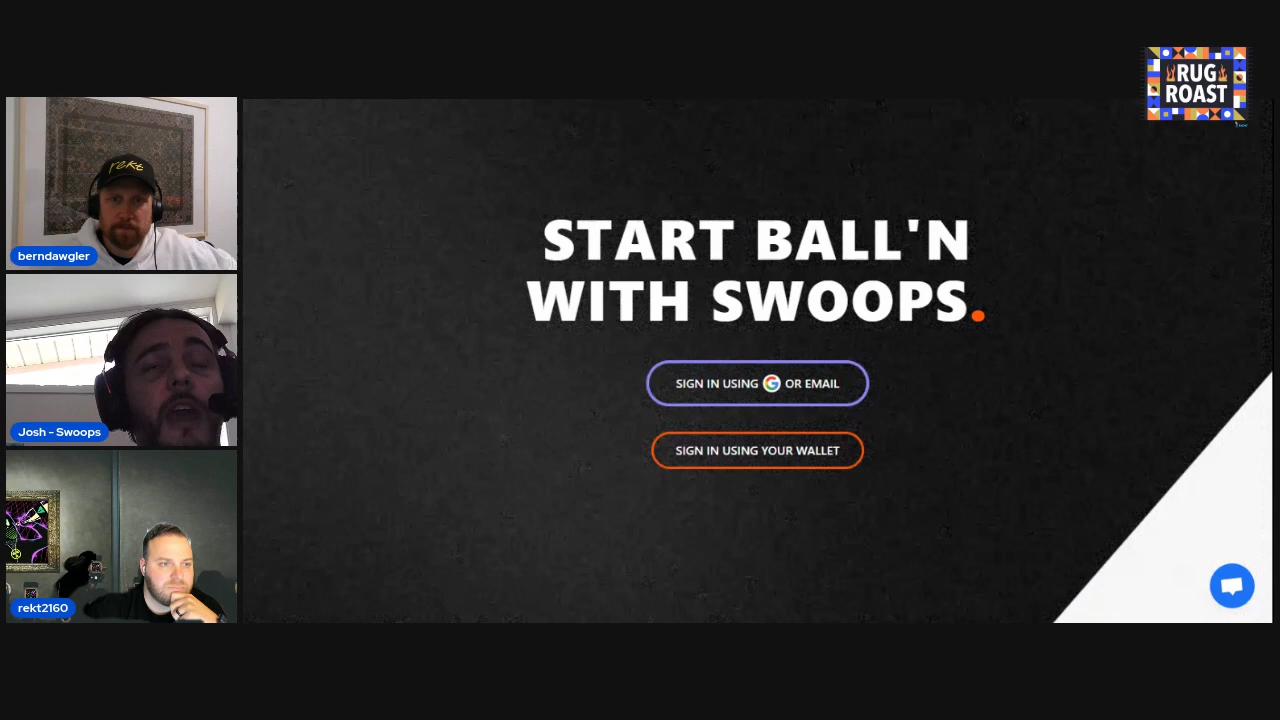 RUG
ROAST
rekt
berndawgler
Josh - Swoops
rekt2160
START BALL'N
WITH SWOOPS.
SIGN IN USING G OR EMAIL
SIGN IN USING YOUR WALLET